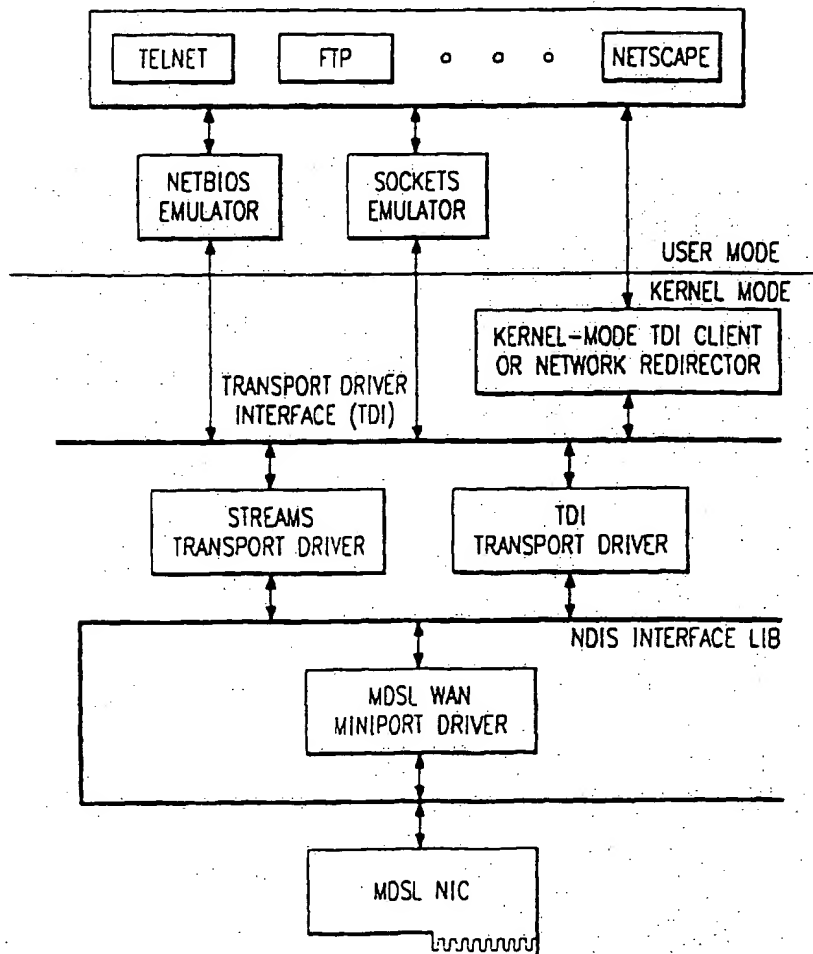 TELNET
FTP
NETSCAPE
NETBIOS
EMULATOR
SOCKETS
EMULATOR
USER MODE
KERNEL MODE
KERNEL-MODE TDI CLIENT
OR NETWORK REDIRECTOR
TRANSPORT DRIVER
INTERFACE (TDI)
STREAMS
TRANSPORT DRIVER
TDI
TRANSPORT DRIVER
NDIS INTERFACE LIB
MDSL WAN
MINIPORT DRIVER
MDSL NIC